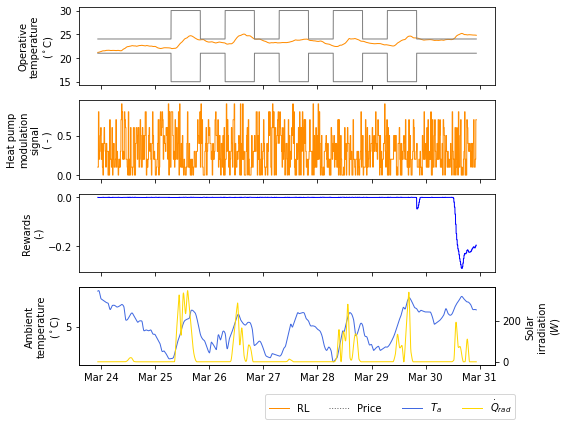 Operative
temperature
(°C)
30
25
20
15
Heat pump
modulation
signal
( - )
0.5
0.0
Rewards
(-)
0.0
−0.2
Ambient
temperature
(°C)
5
Solar
irradiation
(W)
200
0
Mar 24 Mar 25 Mar 26 Mar 27 Mar 28 Mar 29 Mar 30 Mar 31
RL Price Tₐ Q̇rad